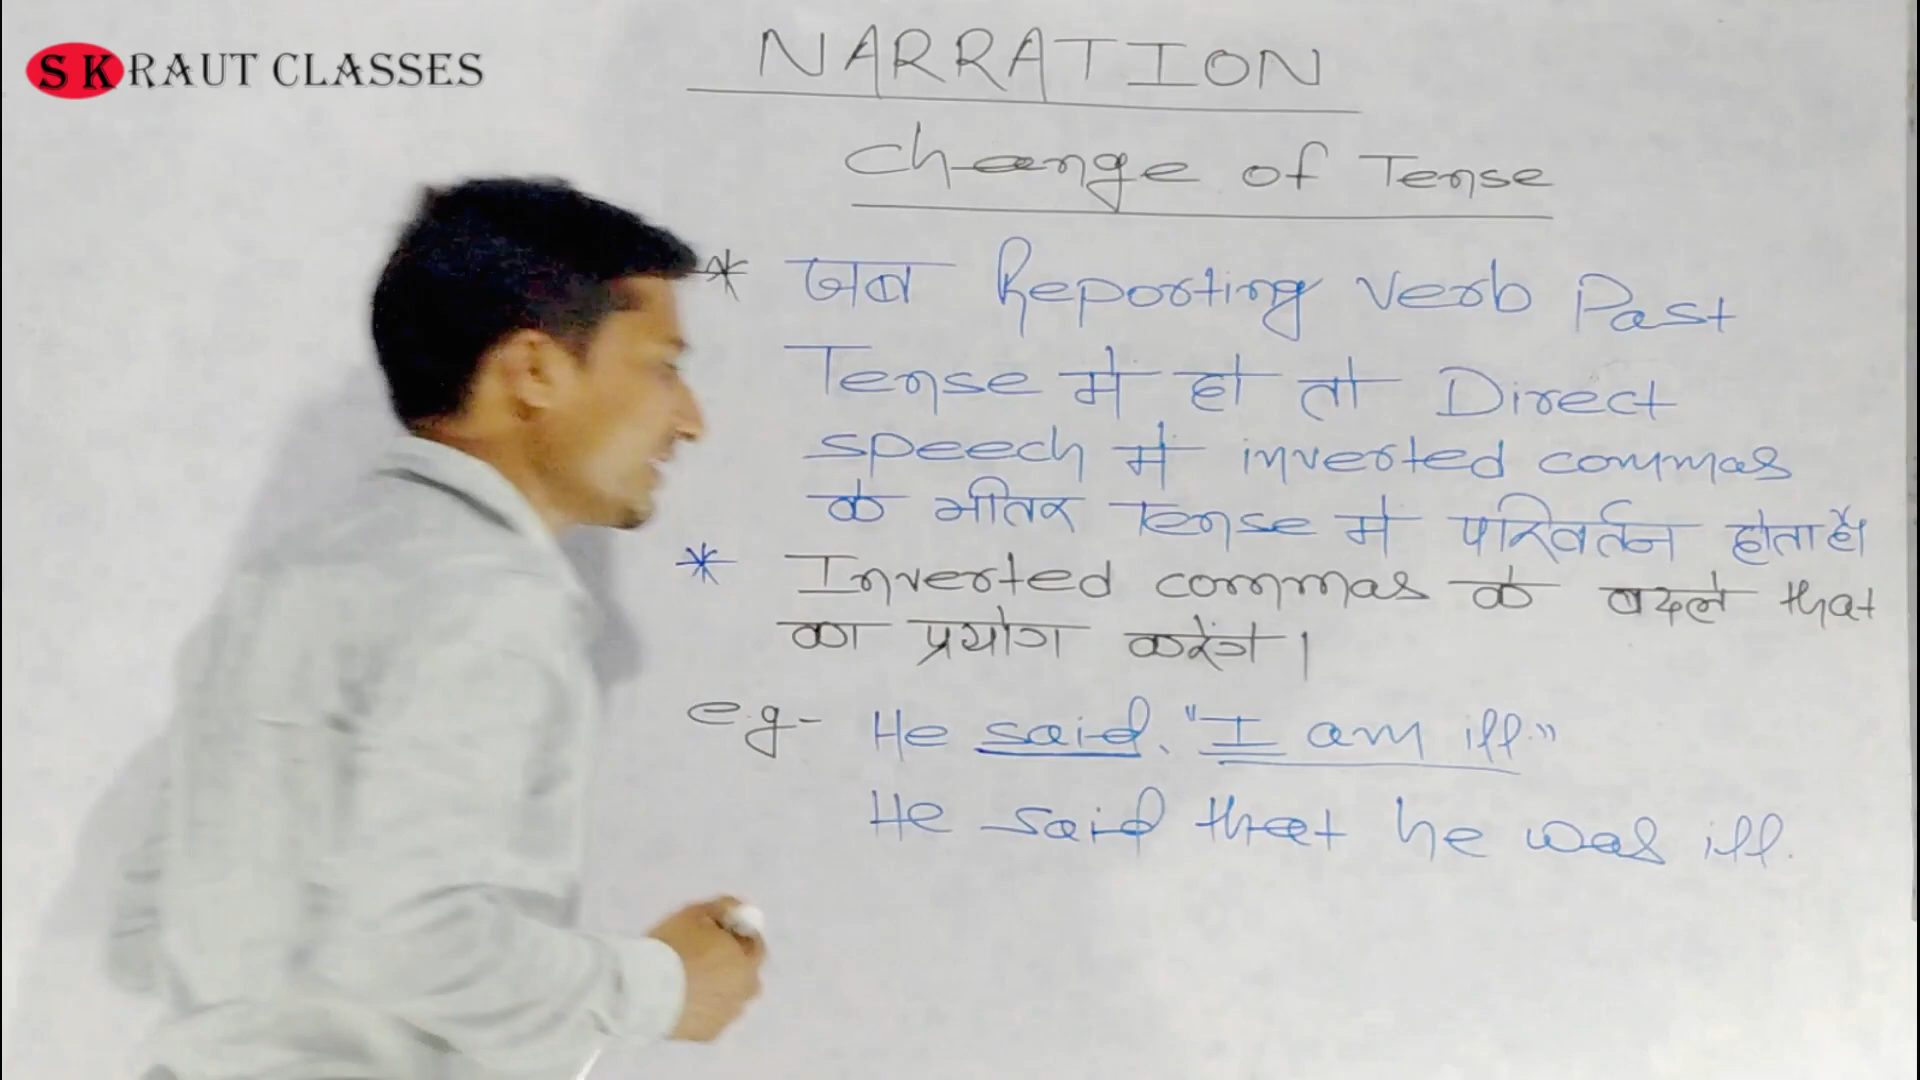 S K RAUT CLASSES
NARRATION
Change of Tense
* जब Reporting Verb Past
Tense मे हो तो Direct
speech में inverted commas
के भीतर Tense में परिवर्तन होता है।
* Inverted commas के बदले that
का प्रयोग करेंगे।
e.g- He said, "I am ill."
He said that he was ill.